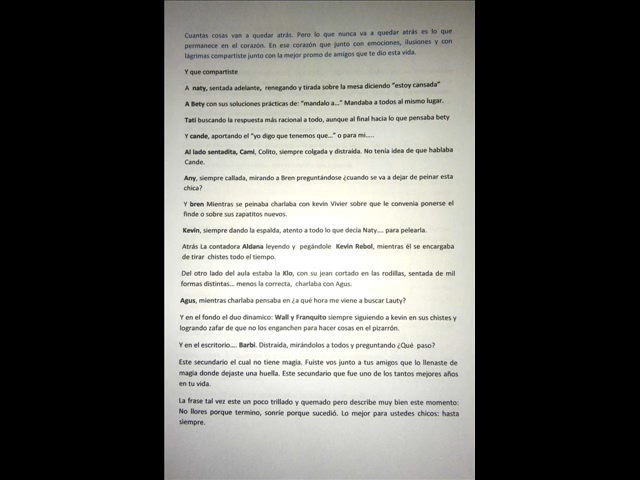 Cuantas cosas van a quedar atrás. Pero lo que nunca va a quedar atrás es lo que
permanece en el corazón. En ese corazón que junto con emociones, ilusiones y con
lágrimas compartiste junto con la mejor promo de amigos que te dio esta vida.
Y que compartiste
A naty, sentada adelante, renegando y tirada sobre la mesa diciendo "estoy cansada"
A Bety con sus soluciones prácticas de: "mandalo a..." Mandaba a todos al mismo lugar.
Tati buscando la respuesta más racional a todo, aunque al final hacía lo que pensaba bety
Y cande, aportando el "yo digo que tenemos que..." o para mi.....
Al lado sentadita, Cami, Colito, siempre colgada y distraída. No tenía idea de que hablaba
Cande.
Any, siempre callada, mirando a Bren preguntándose ¿cuando se va a dejar de peinar esta
chica?
Y bren Mientras se peinaba charlaba con kevin Vivier sobre que le convenía ponerse el
finde o sobre sus zapatitos nuevos.
Kevin, siempre dando la espalda, atento a todo lo que decía Naty.... para pelearla.
Atrás La contadora Aldana leyendo y pegándole Kevin Rebol, mientras él se encargaba
de tirar chistes todo el tiempo.
Del otro lado del aula estaba la Klo, con su jean cortado en las rodillas, sentada de mil
formas distintas... menos la correcta, charlaba con Agus.
Agus, mientras charlaba pensaba en ¿a qué hora me viene a buscar Lauty?
Y en el fondo el duo dinamico: Wall y Franquito siempre siguiendo a kevin en sus chistes y
logrando zafar de que no los enganchen para hacer cosas en el pizarrón.
Y en el escritorio.... Barbi. Distraída, mirándolos a todos y preguntando ¿Qué paso?
Este secundario el cual no tiene magia. Fuiste vos junto a tus amigos que lo llenaste de
magia donde dejaste una huella. Este secundario que fue uno de los tantos mejores años
en tu vida.
La frase tal vez este un poco trillado y quemado pero describe muy bien este momento:
No llores porque termino, sonríe porque sucedió. Lo mejor para ustedes chicos: hasta
siempre.